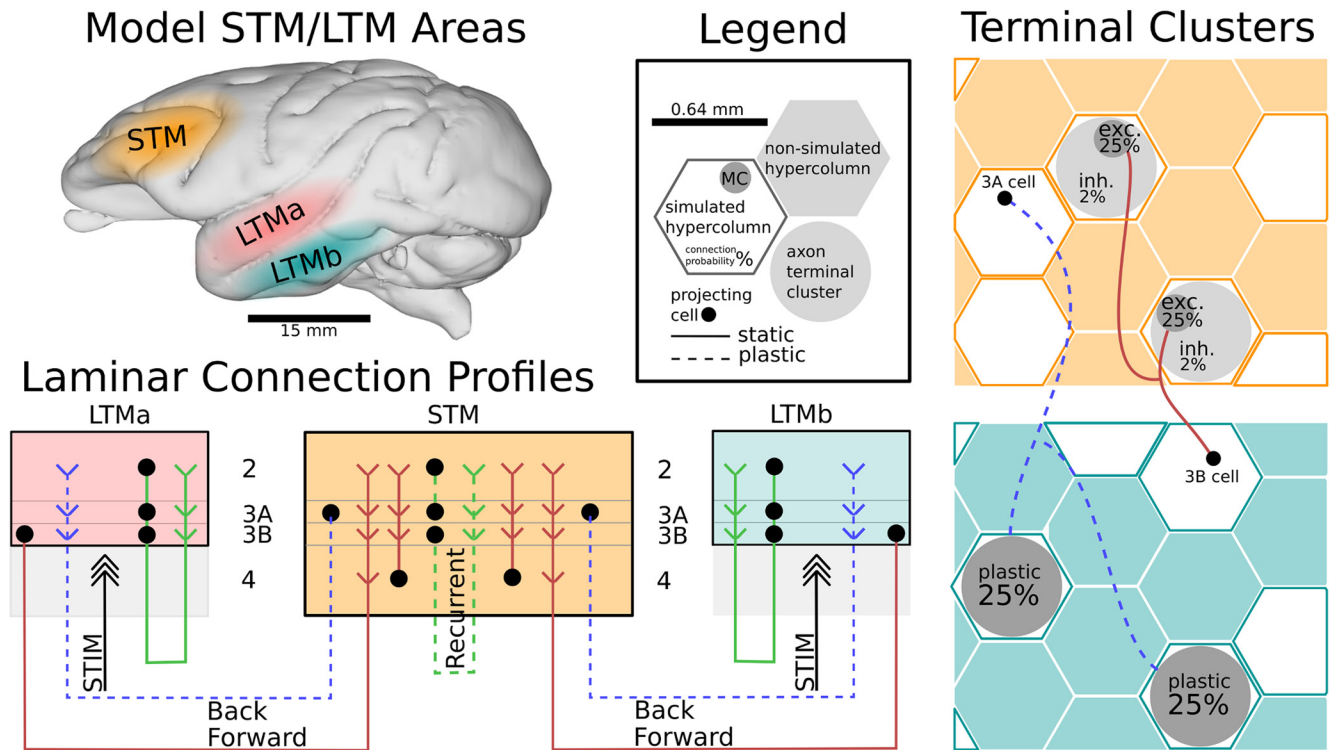 Model STM/LTM Areas
STM
LTMa
LTMb
15 mm
Legend
0.64 mm
non-simulated
hypercolumn
MC
simulated
hypercolumn
connection
probability%
axon
terminal
cluster
projecting
cell
static
plastic
Terminal Clusters
exc.
25%
inh.
2%
3A cell
exc.
25%
inh.
2%
3B cell
plastic
25%
plastic
25%
Laminar Connection Profiles
LTMa
STM
LTMb
2
3A
3B
4
2
3A
3B
4
STIM
Recurrent
STIM
Back
Forward
Back
Forward